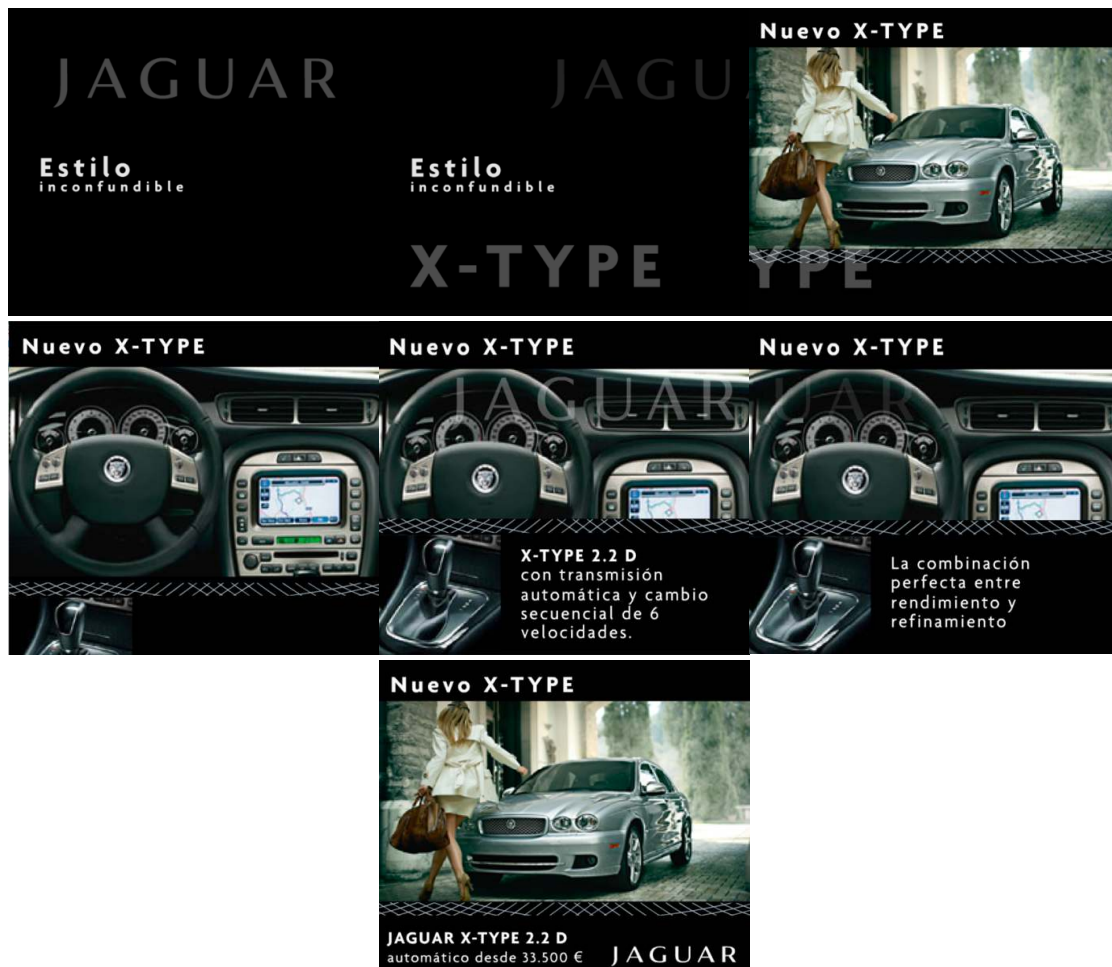 JAGUAR
Estilo
inconfundible
JAGU
Estilo
inconfundible
X-TYPE
Nuevo X-TYPE
YPE
Nuevo X-TYPE
Nuevo X-TYPE
JAGUAR
X-TYPE 2.2 D
con transmisión
automática y cambio
secuencial de 6
velocidades.
Nuevo X-TYPE
UAR
La combinación
perfecta entre
rendimiento y
refinamiento
Nuevo X-TYPE
JAGUAR X-TYPE 2.2 D
automático desde 33.500 €
JAGUAR